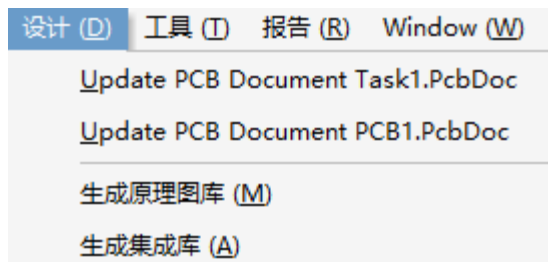 设计 (D) 工具 (T) 报告 (R) Window (W)
Update PCB Document Task1.PcbDoc
Update PCB Document PCB1.PcbDoc
生成原理图库 (M)
生成集成库 (A)